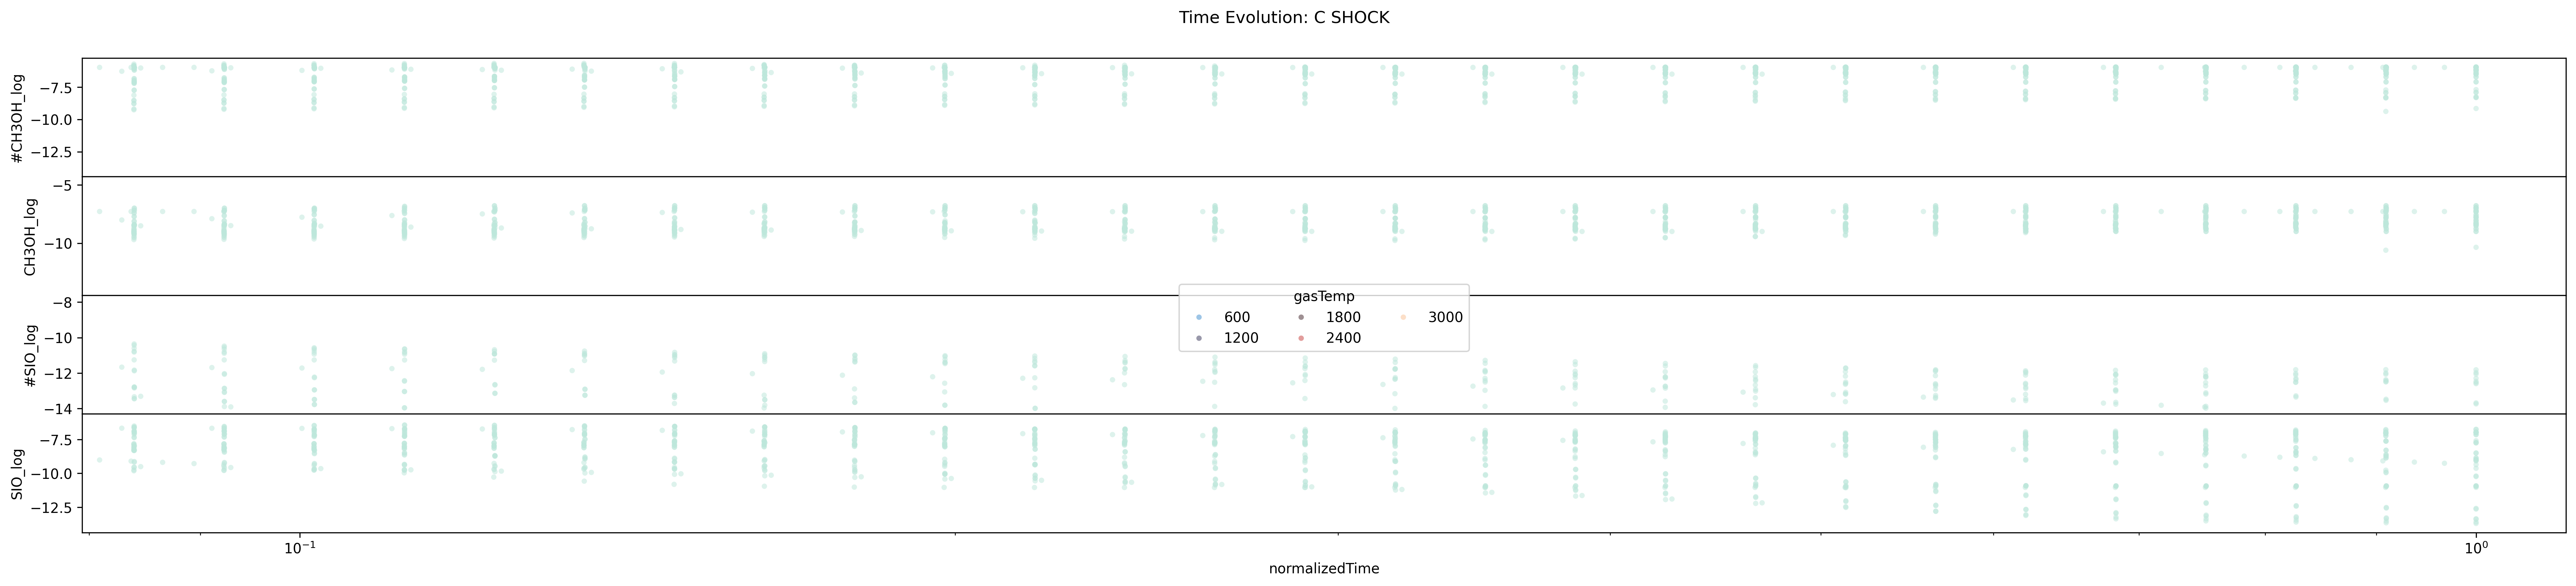 Time Evolution: C SHOCK
#CH3OH_log
−7.5
−10.0
−12.5
CH3OH_log
−5
−10
#SIO_log
−8
−10
−12
−14
gasTemp
600 1800 3000
1200 2400
SIO_log
−7.5
−10.0
−12.5
10⁻¹ 10⁰
normalizedTime